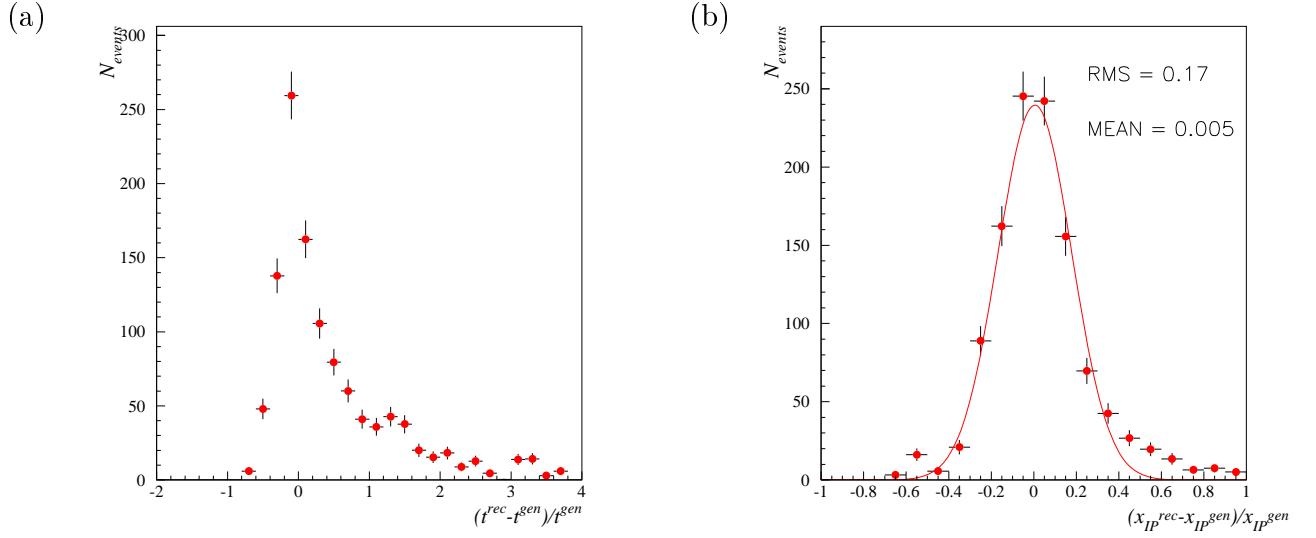 (a)
N_events
300
250
200
150
100
50
0
-2 -1 0 1 2 3 4
(t^rec-t^gen)/t^gen
(b)
N_events
RMS = 0.17
MEAN = 0.005
250
200
150
100
50
0
-1 -0.8 -0.6 -0.4 -0.2 0 0.2 0.4 0.6 0.8 1
(x_IP^rec-x_IP^gen)/x_IP^gen